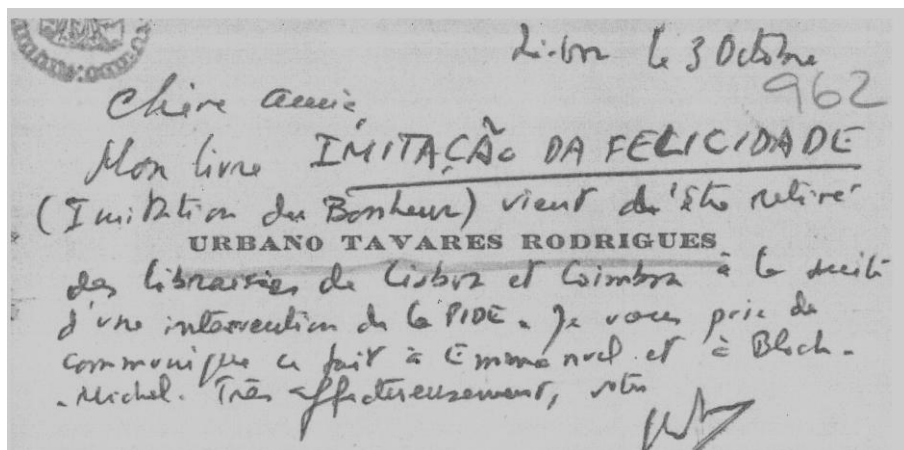 Lisboa le 3 Octobre
962
Chère amie
Mon livre IMITAÇÃO DA FELICIDADE
(Imitation du Bonheur) vient d'être retiré
URBANO TAVARES RODRIGUES
des librairies de Lisboa et Coimbra à la suite
d'une intervention de la PIDE. Je vous prie de
communiquer ce fait à Emmanuel et à Bloch-
-Michel. Très affectueusement, votre